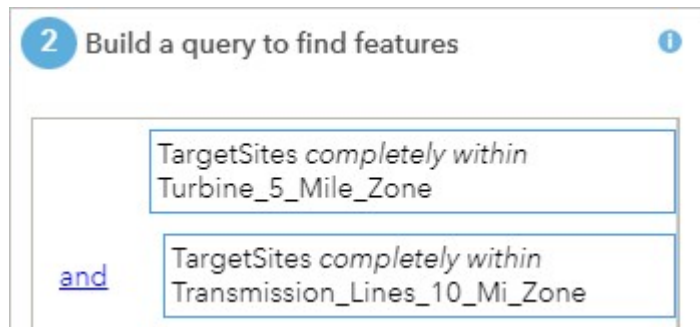 2 Build a query to find features i
TargetSites completely within
Turbine_5_Mile_Zone
and
TargetSites completely within
Transmission_Lines_10_Mi_Zone